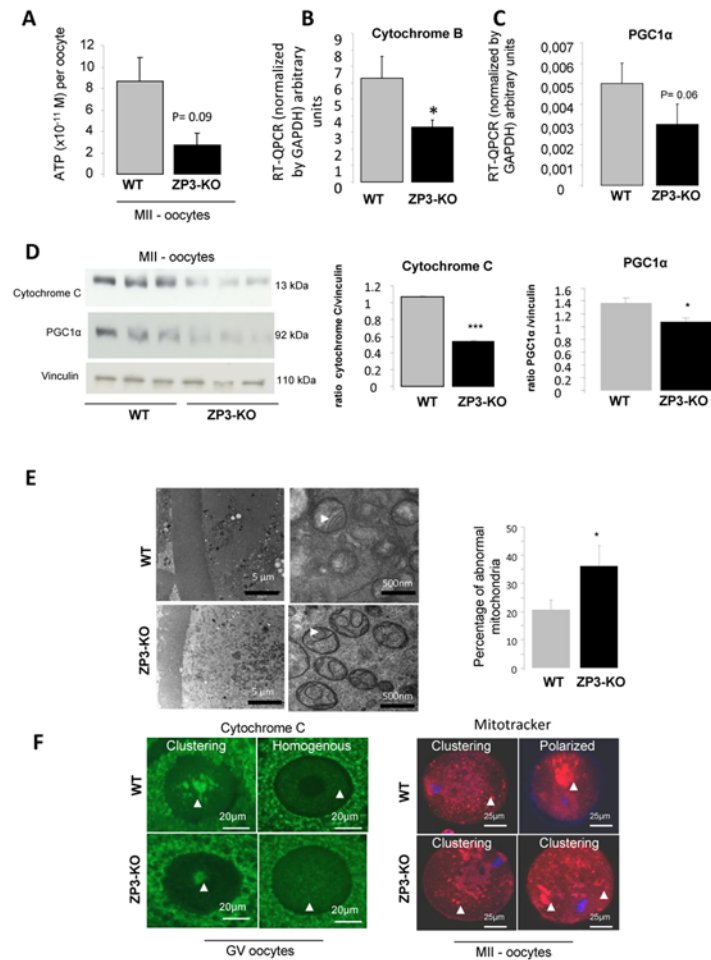 A
ATP (x10-11 M) per oocyte
12
10
8
6
4
2
0
P= 0.09
WT
ZP3-KO
MII - oocytes
B
Cytochrome B
RT-QPCR (normalized
by GAPDH) arbitrary
units
9
8
7
6
5
4
3
2
1
0
*
WT
ZP3-KO
C
PGC1α
RT-QPCR (normalized by
GAPDH) arbitrary units
0,007
0,006
0,005
0,004
0,003
0,002
0,001
0
P= 0.06
WT
ZP3-KO
D
MII - oocytes
Cytochrome C
13 kDa
PGC1α
92 kDa
Vinculin
110 kDa
WT
ZP3-KO
Cytochrome C
ratio cytochrome C/vinculin
1.2
1
0.8
0.6
0.4
0.2
0
***
WT
ZP3-KO
PGC1α
ratio PGC1α/vinculin
1.6
1.4
1.2
1
0.8
0.6
0.4
0.2
0
*
WT
ZP3-KO
E
WT
5 µm
500nm
ZP3-KO
5 µm
500nm
Percentage of abnormal
mitochondria
50
40
30
20
10
0
*
WT
ZP3-KO
F
Cytochrome C
Clustering
Homogenous
WT
20µm
20µm
ZP3-KO
20µm
20µm
GV oocytes
Mitotracker
Clustering
Polarized
WT
25µm
25µm
Clustering
Clustering
ZP3-KO
25µm
25µm
MII - oocytes